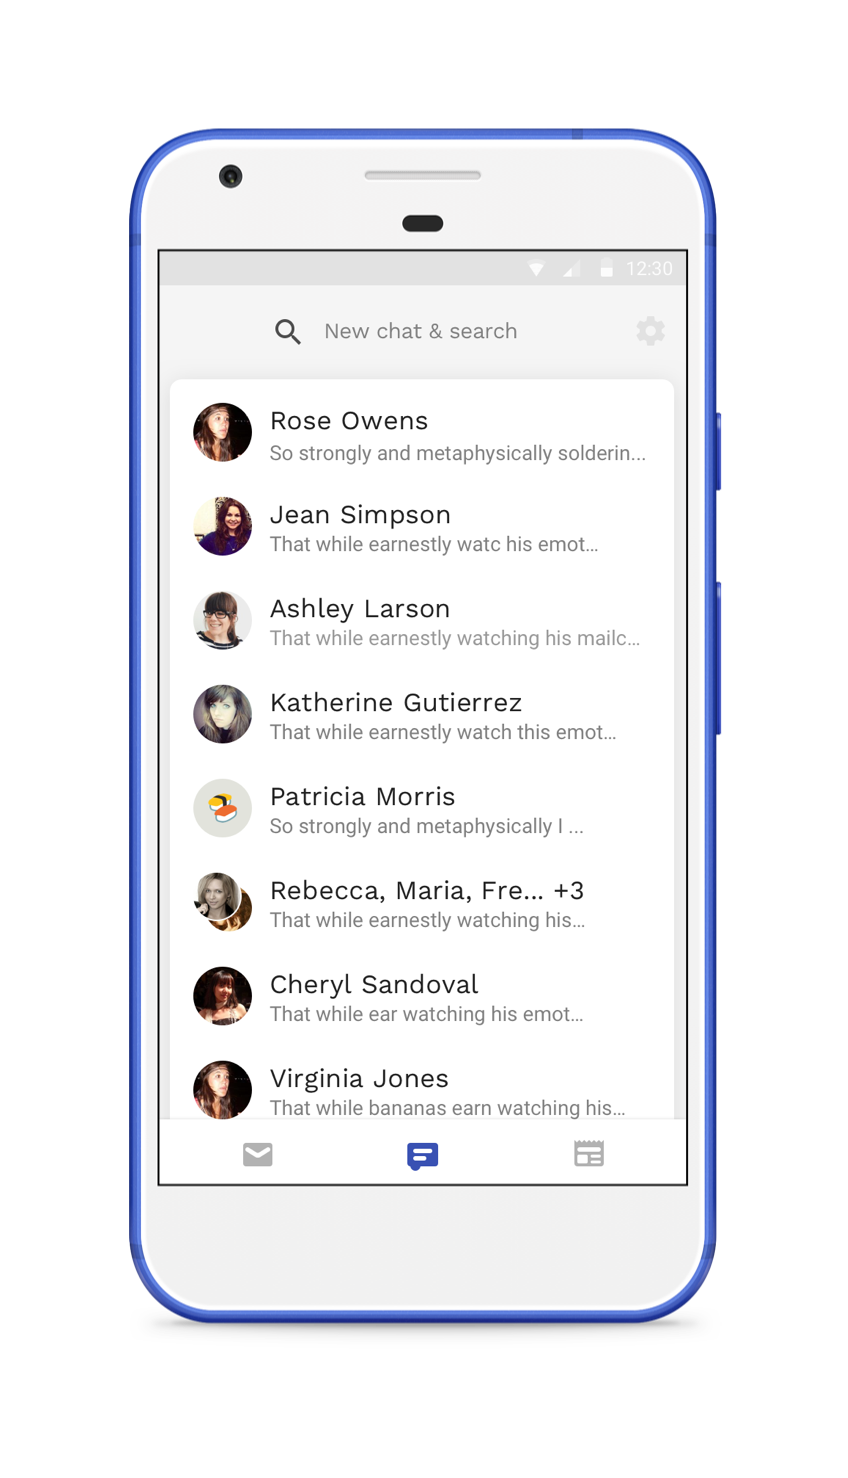 12:30
New chat & search
Rose Owens
So strongly and metaphysically solderin...
Jean Simpson
That while earnestly watc his emot...
Ashley Larson
That while earnestly watching his mailc...
Katherine Gutierrez
That while earnestly watch this emot...
Patricia Morris
So strongly and metaphysically I ...
Rebecca, Maria, Fre... +3
That while earnestly watching his...
Cheryl Sandoval
That while ear watching his emot...
Virginia Jones
That while bananas earn watching his...